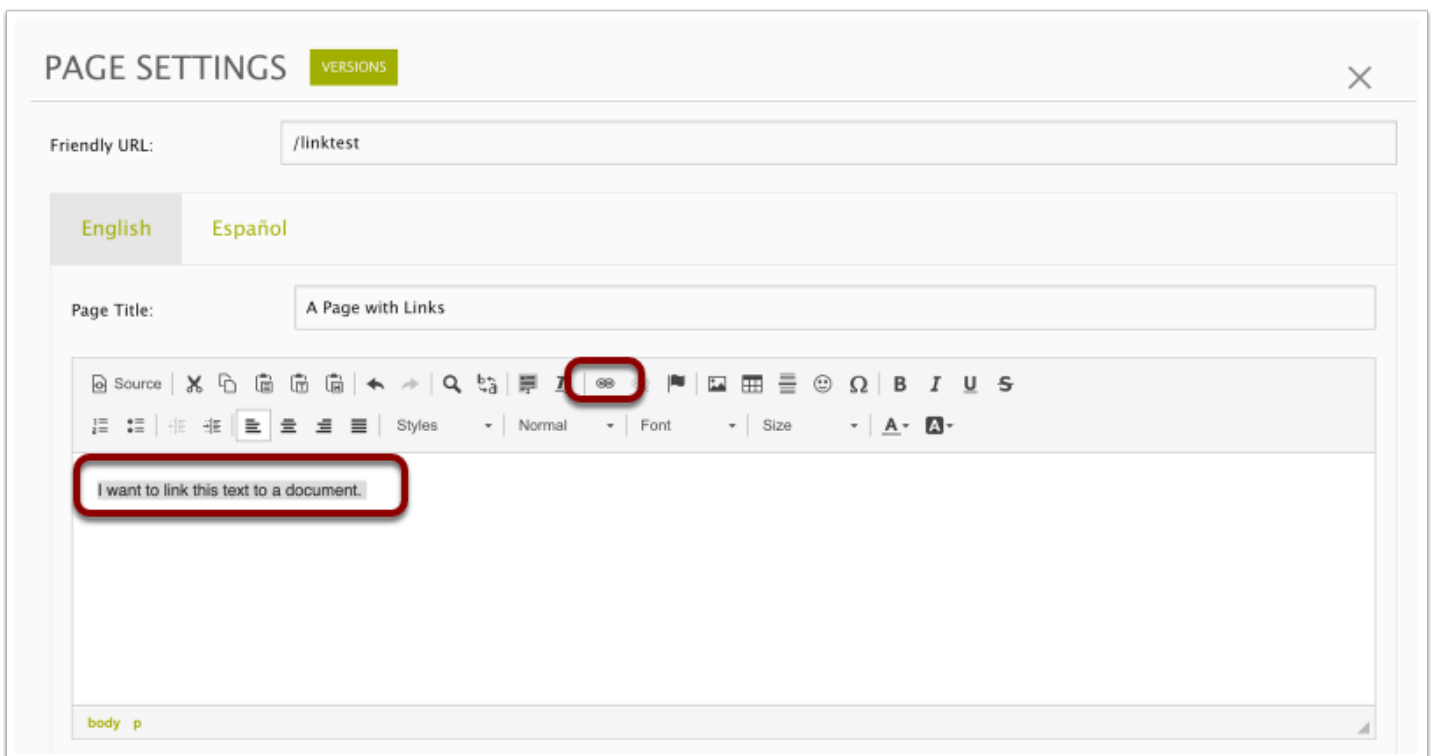 PAGE SETTINGS VERSIONS
Friendly URL: /linktest
English Español
Page Title: A Page with Links
Source B I U S
Styles Normal Font Size A A
I want to link this text to a document.
body p